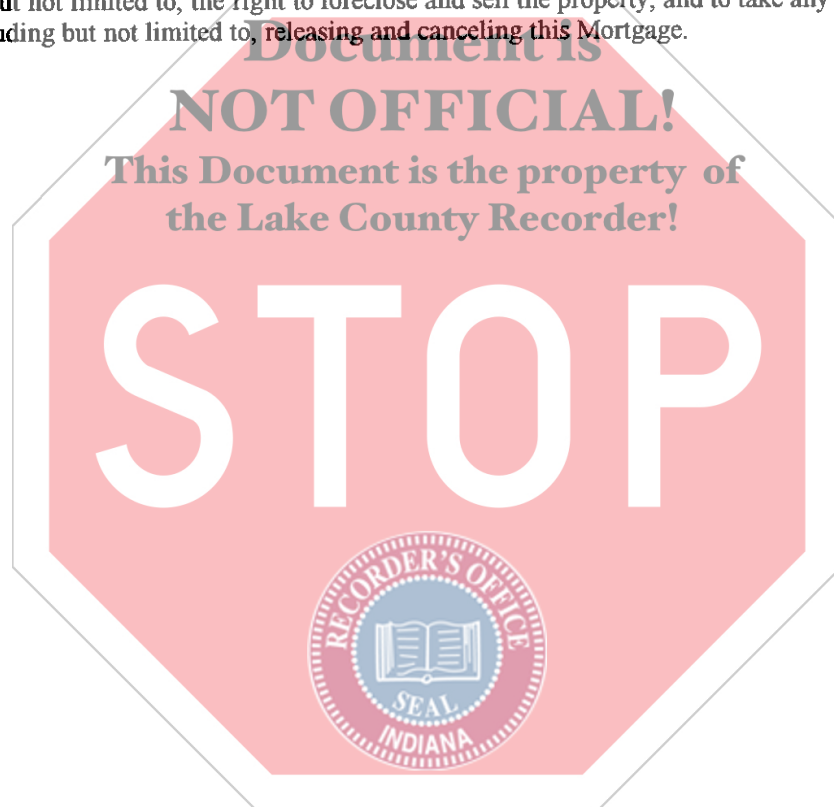 ut not limited to, the right to foreclose and sell the property, and to take any
uding but not limited to, releasing and canceling this Mortgage.
Document is
NOT OFFICIAL!
This Document is the property of
the Lake County Recorder!
STOP
RECORDER'S OFFICE
SEAL
INDIANA